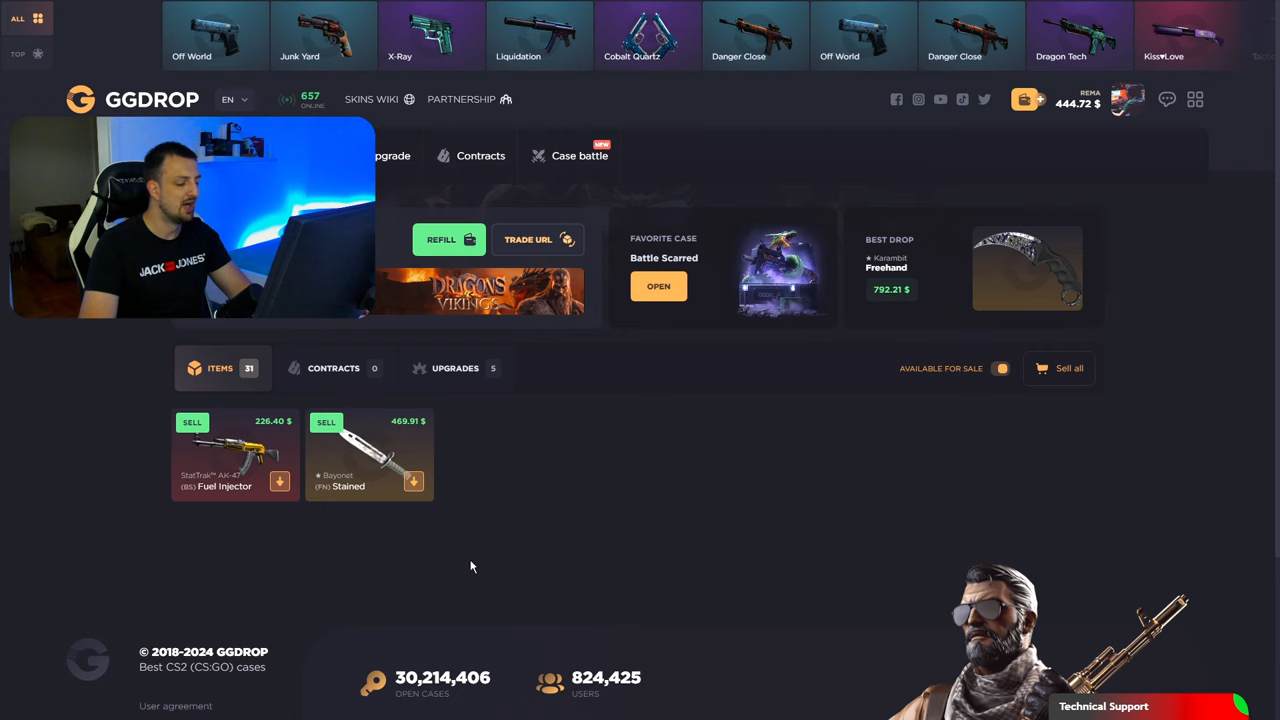 ALL
TOP
Off World
Junk Yard
X-Ray
Liquidation
Cobalt Quartz
Danger Close
Off World
Danger Close
Dragon Tech
Kiss♥Love
GGDROP
EN
657
ONLINE
SKINS WIKI
PARTNERSHIP
REMA
444.72 $
pgrade
Contracts
Case battle
NEW
JACK JONES
REFILL
TRADE URL
DRAGONS
VIKINGS
FAVORITE CASE
Battle Scarred
OPEN
BEST DROP
★ Karambit
Freehand
792.21 $
ITEMS 31
CONTRACTS 0
UPGRADES 5
AVAILABLE FOR SALE
Sell all
SELL
226.40 $
StatTrak™ AK-47
(BS) Fuel Injector
SELL
469.91 $
★ Bayonet
(FN) Stained
© 2018-2024 GGDROP
Best CS2 (CS:GO) cases
User agreement
30,214,406
OPEN CASES
824,425
USERS
Technical Support